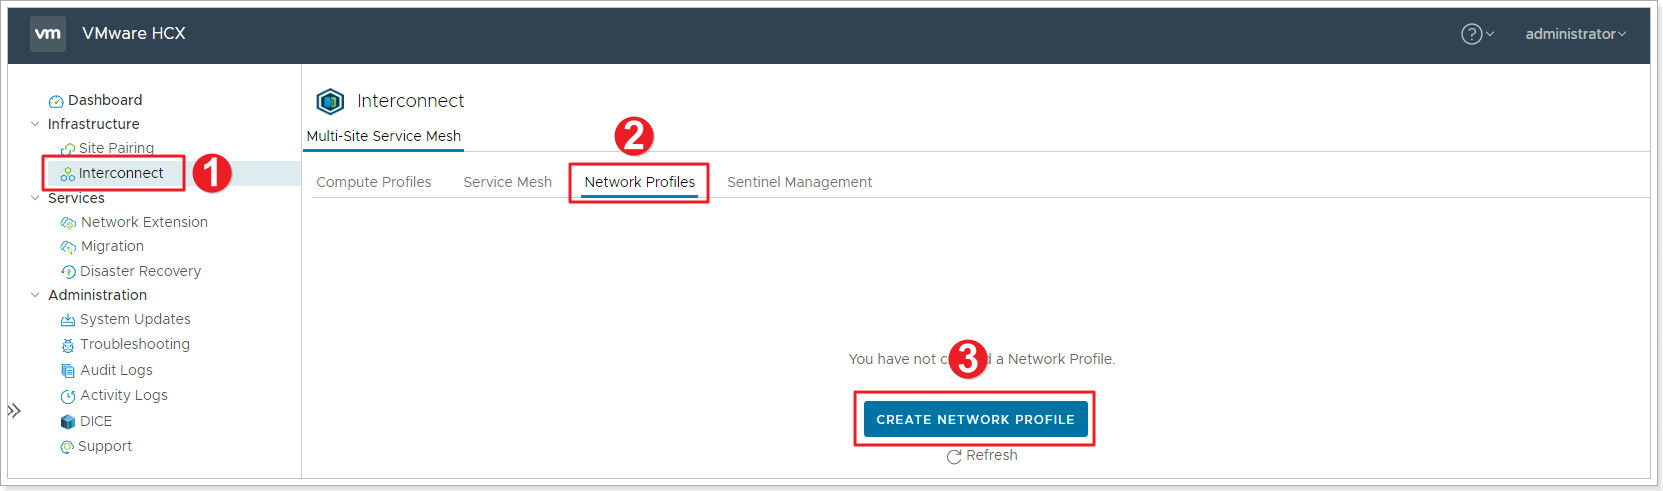 vm VMware HCX administrator
Dashboard
Infrastructure
Site Pairing
Interconnect
Services
Network Extension
Migration
Disaster Recovery
Administration
System Updates
Troubleshooting
Audit Logs
Activity Logs
DICE
Support
1
Interconnect
Multi-Site Service Mesh
2
Compute Profiles Service Mesh Network Profiles Sentinel Management
You have not a Network Profile.
3
CREATE NETWORK PROFILE
Refresh